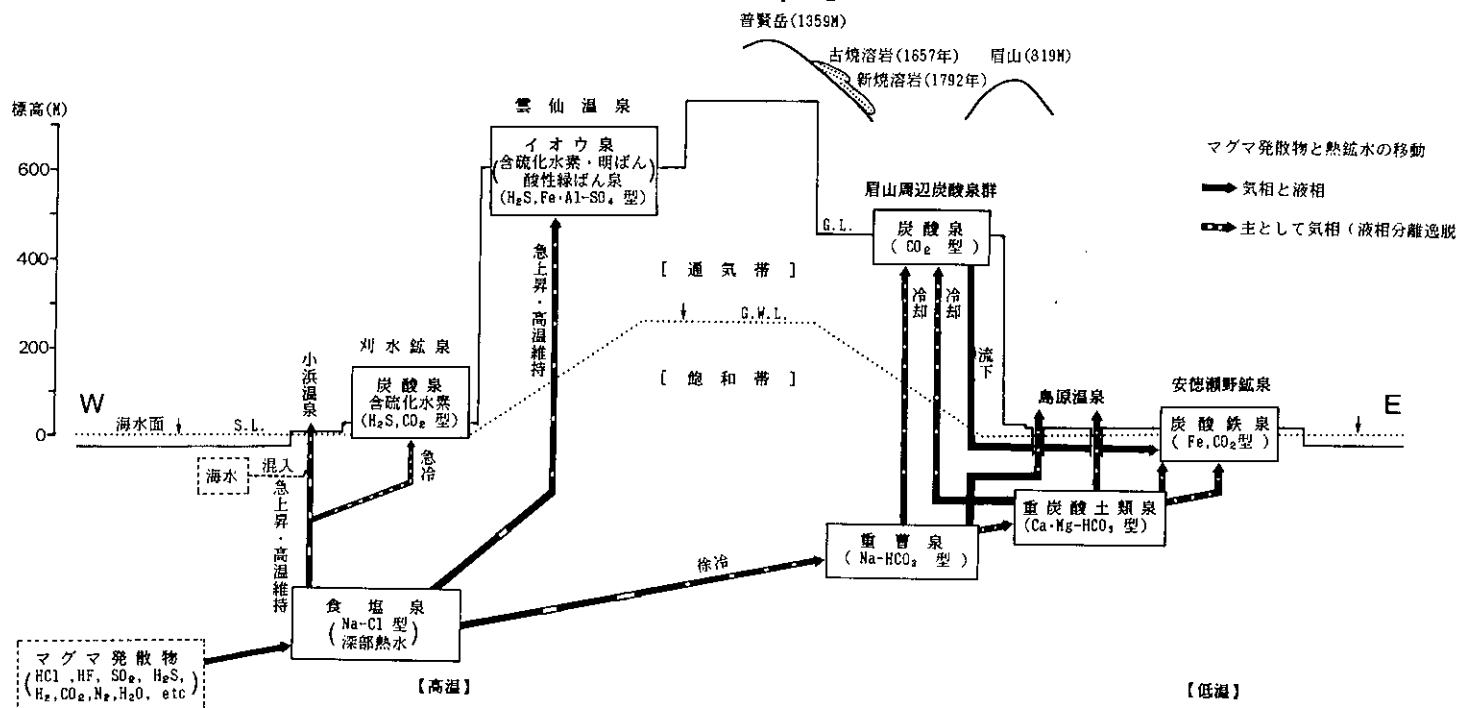 普賢岳(1359M)
古焼溶岩(1657年)
眉山(819M)
新焼溶岩(1792年)
標高(M)
600
400
200
0
雲仙温泉
イオウ泉
(含硫化水素・明ばん
酸性緑ばん泉)
(H₂S,Fe・Al-SO₄ 型)
マグマ発散物と熱鉱水の移動
気相と液相
主として気相(液相分離逸脱
眉山周辺炭酸泉群
炭酸泉
(CO₂ 型)
G.L.
[通気帯]
G.W.L.
[飽和帯]
急上昇・高温維持
冷却
冷却
流下
刈水鉱泉
炭酸泉
含硫化水素
(H₂S,CO₂ 型)
小浜温泉
W
海水面
S.L.
海水
混入
急上昇・高温維持
急冷
島原温泉
安徳瀬野鉱泉
炭酸鉄泉
(Fe,CO₂型)
E
重炭酸土類泉
(Ca・Mg-HCO₃ 型)
重曹泉
(Na-HCO₃ 型)
徐冷
食塩泉
(Na-Cl 型
深部熱水)
マグマ発散物
(HCl ,HF, SO₂, H₂S,
H₂,CO₂,N₂,H₂O, etc)
【高温】
【低温】